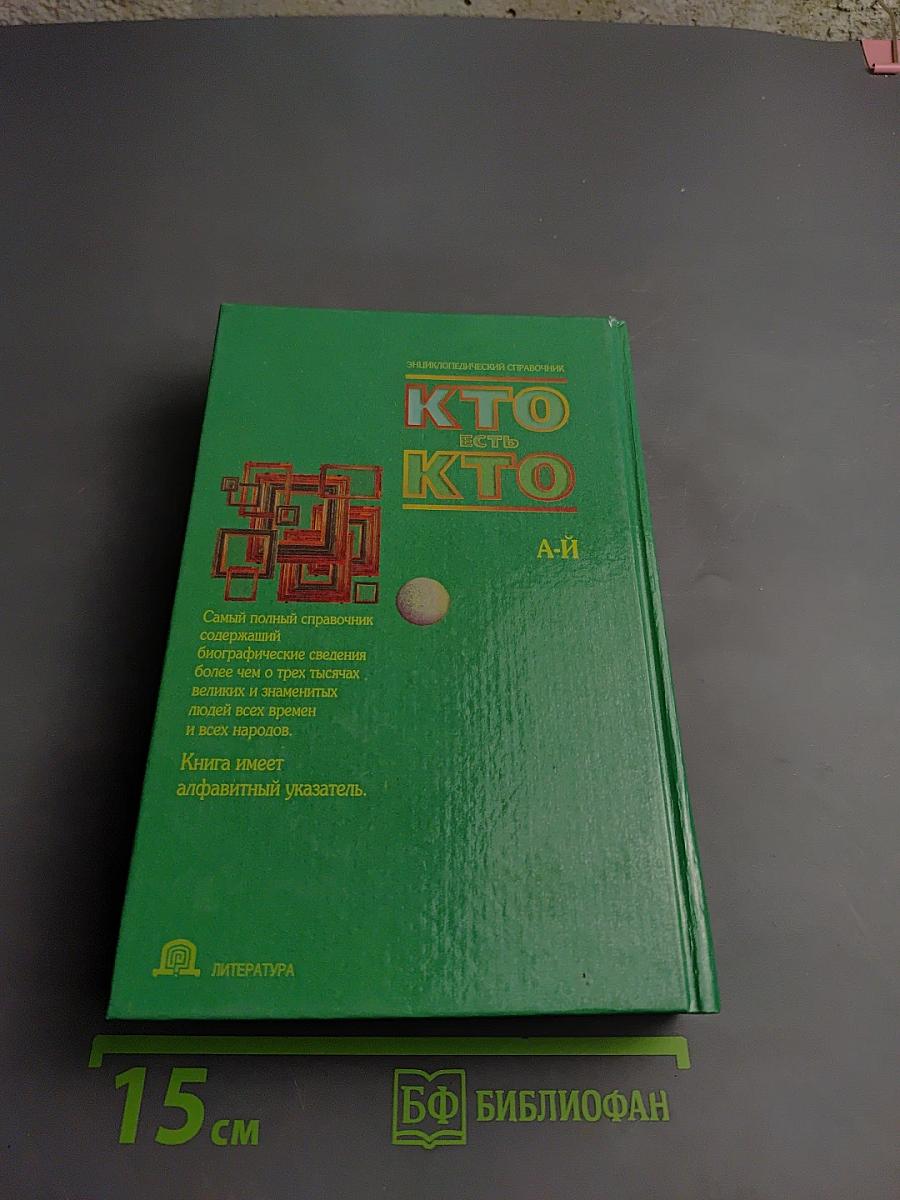 ЭНЦИКЛОПЕДИЧЕСКИЙ СПРАВОЧНИК
КТО
ЕСТЬ
КТО
А-Й
Самый полный справочник
содержащий
биографические сведения
более чем о трех тысячах
великих и знаменитых
людей всех времен
и всех народов.
Книга имеет
алфавитный указатель.
ЛИТЕРАТУРА
15 см
БФ БИБЛИОФАН